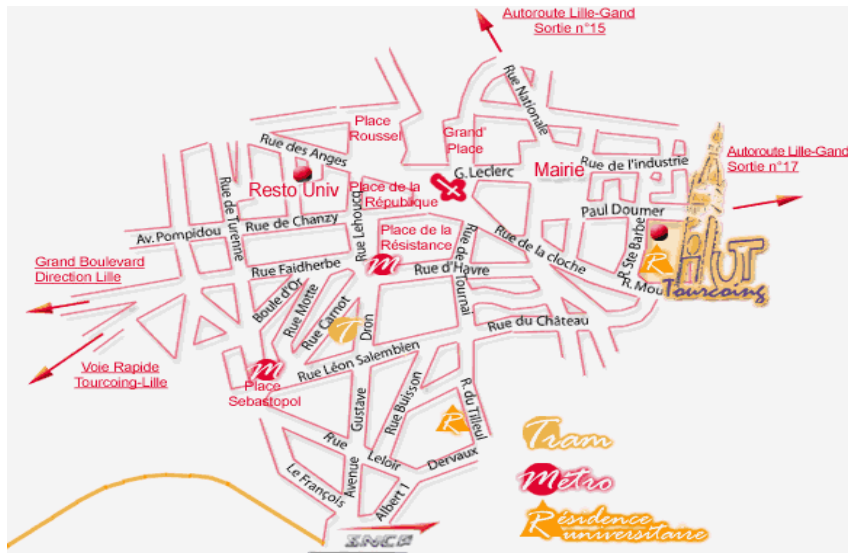 Autoroute Lille-Gand
Sortie n°15
Place
Roussel
Grand'
Place
Rue Nationale
Rue des Anges
G.Leclerc
Mairie
Rue de l'industrie
Autoroute Lille-Gand
Sortie n°17
Resto Univ
Place de la
République
Rue de Turenne
Rue de Chanzy
Rue Lehoucq
Paul Doumer
Av. Pompidou
Place de la
Résistance
Rue de Tournai
Rue de la cloche
R. Ste Barbe
R
IUT
Tourcoing
R. Mou
Grand Boulevard
Direction Lille
Rue Faidherbe
M
Rue d'Havre
Boule d'Or
Rue Motte
Rue Carnot
T
Dron
Rue du Château
Voie Rapide
Tourcoing-Lille
M
Place
Sebastopol
Rue Léon Salembien
Gustave
Rue Buisson
R. du Tilleul
R
Rue
Leloir
Dervaux
Le François
Avenue
Albert 1
SNCF
Tram
Métro
Résidence
universitaire